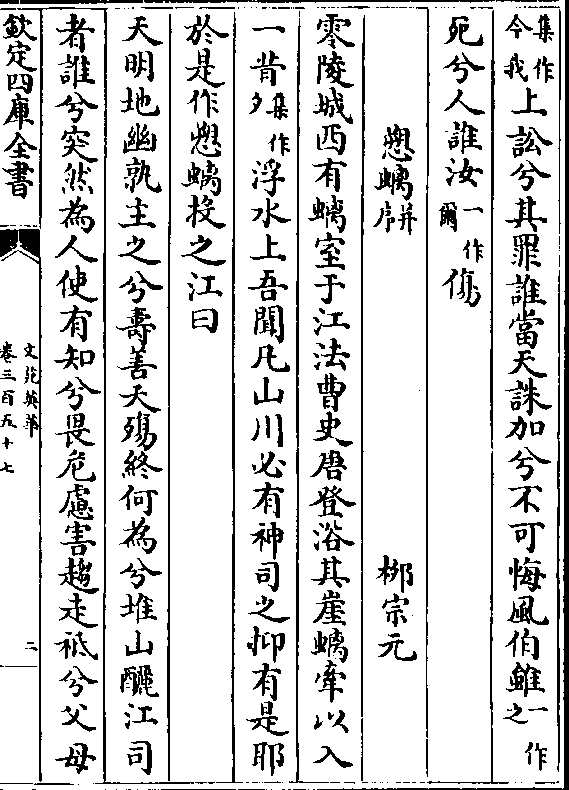 集作今我上訟兮其罪誰當天誅加兮不可悔風伯雖一作之
死兮人誰汝一作爾傷
愬螭并序　栁宗元
零陵城西有螭室于江法曹史唐登浴其崖螭牽以入
一昔集作夕浮水上吾聞凡山川必有神司之抑有是耶
於是作愬螭投之江曰
天明地幽孰主之兮壽善夭殤終何為兮堆山釃江司
者誰兮突然為人使有知兮畏危慮害趨走祗兮父母
欽定四庫全書
文苑英華
卷三百五十七
二